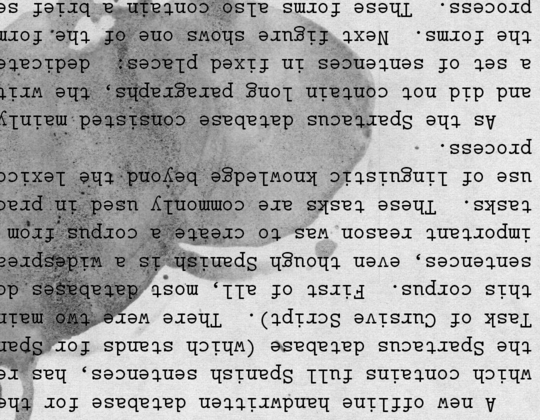 A new offline handwritten database for the
which contains full Spanish sentences, has re
the Spartacus database (which stands for Span
Task of Cursive Script). There were two main
this corpus. First of all, most databases do
sentences, even though Spanish is a widesprea
important reason was to create a corpus from
tasks. These tasks are commonly used in prac
use of linguistic knowledge beyond the lexico
process.
As the Spartacus database consisted mainly
and did not contain long paragraphs, the writ
a set of sentences in fixed places: dedicate
the forms. Next figure shows one of the form
process. These forms also contain a brief se